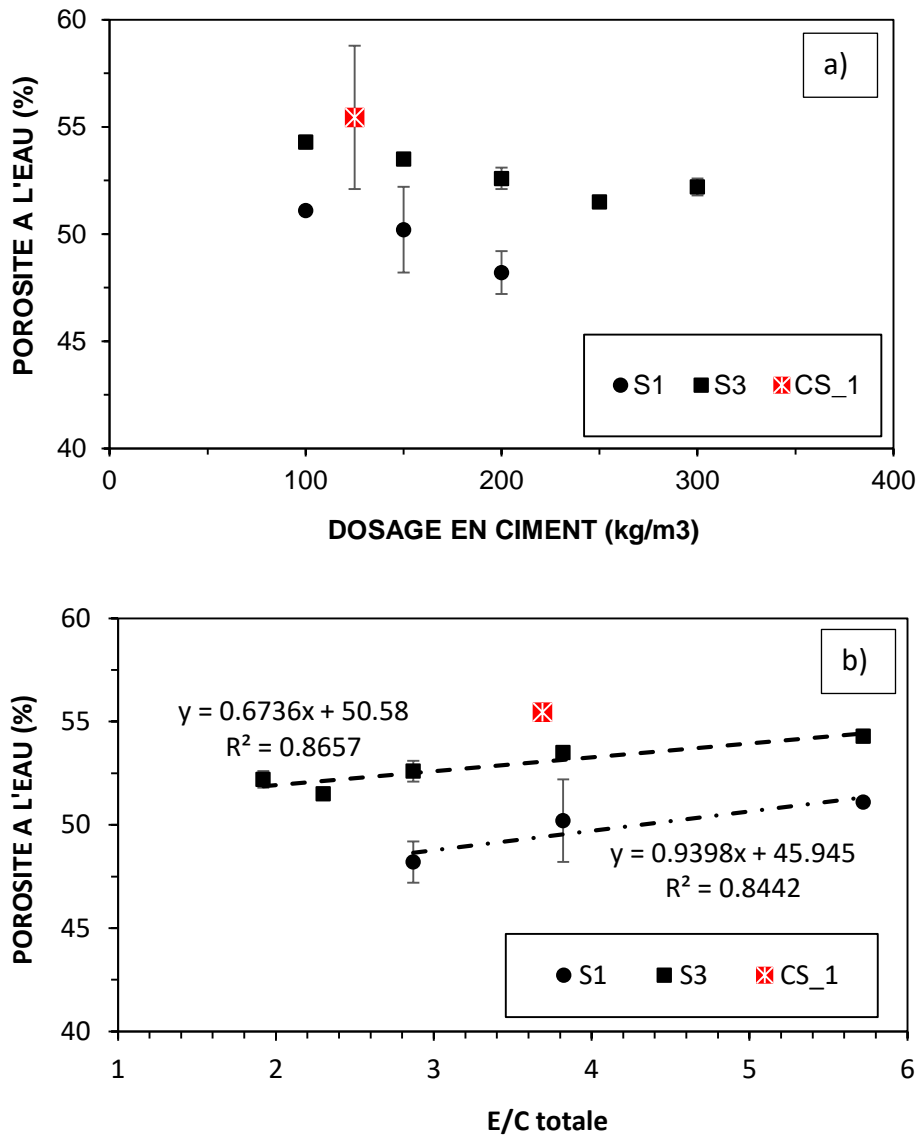 60
55
50
45
40
POROSITE A L'EAU (%)
a)
S1 S3 CS_1
0 100 200 300 400
DOSAGE EN CIMENT (kg/m3)
60
55
50
45
40
POROSITE A L'EAU (%)
b)
y = 0.6736x + 50.58
R² = 0.8657
y = 0.9398x + 45.945
R² = 0.8442
S1 S3 CS_1
1 2 3 4 5 6
E/C totale